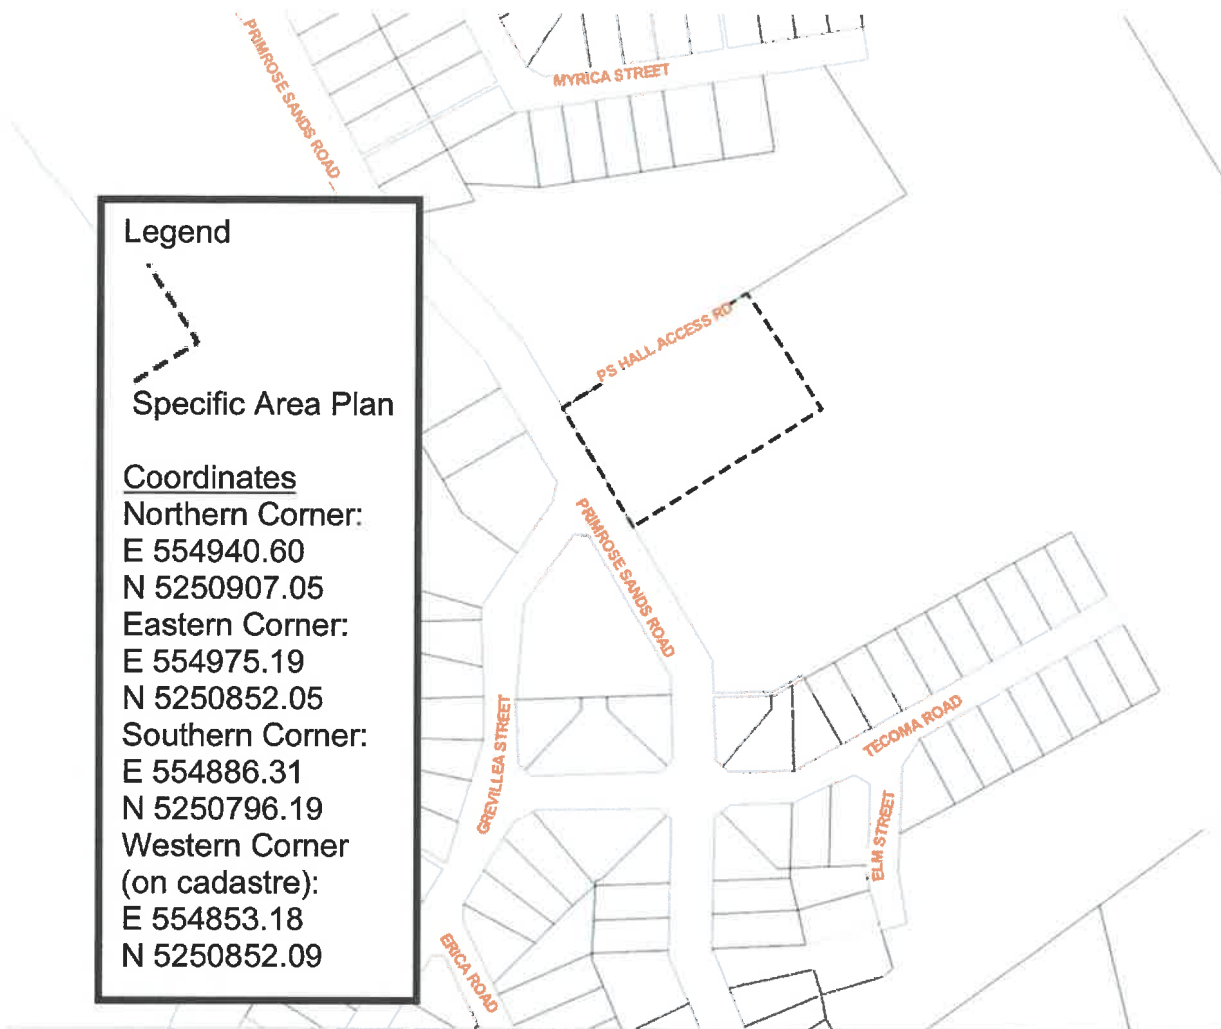 PRIMROSE SANDS ROAD
MYRICA STREET
Legend
Specific Area Plan
Coordinates
Northern Corner:
E 554940.60
N 5250907.05
Eastern Corner:
E 554975.19
N 5250852.05
Southern Corner:
E 554886.31
N 5250796.19
Western Corner
(on cadastre):
E 554853.18
N 5250852.09
PS HALL ACCESS RD
PRIMROSE SANDS ROAD
GREVILLEA STREET
TECOMA ROAD
ELM STREET
ERICA ROAD